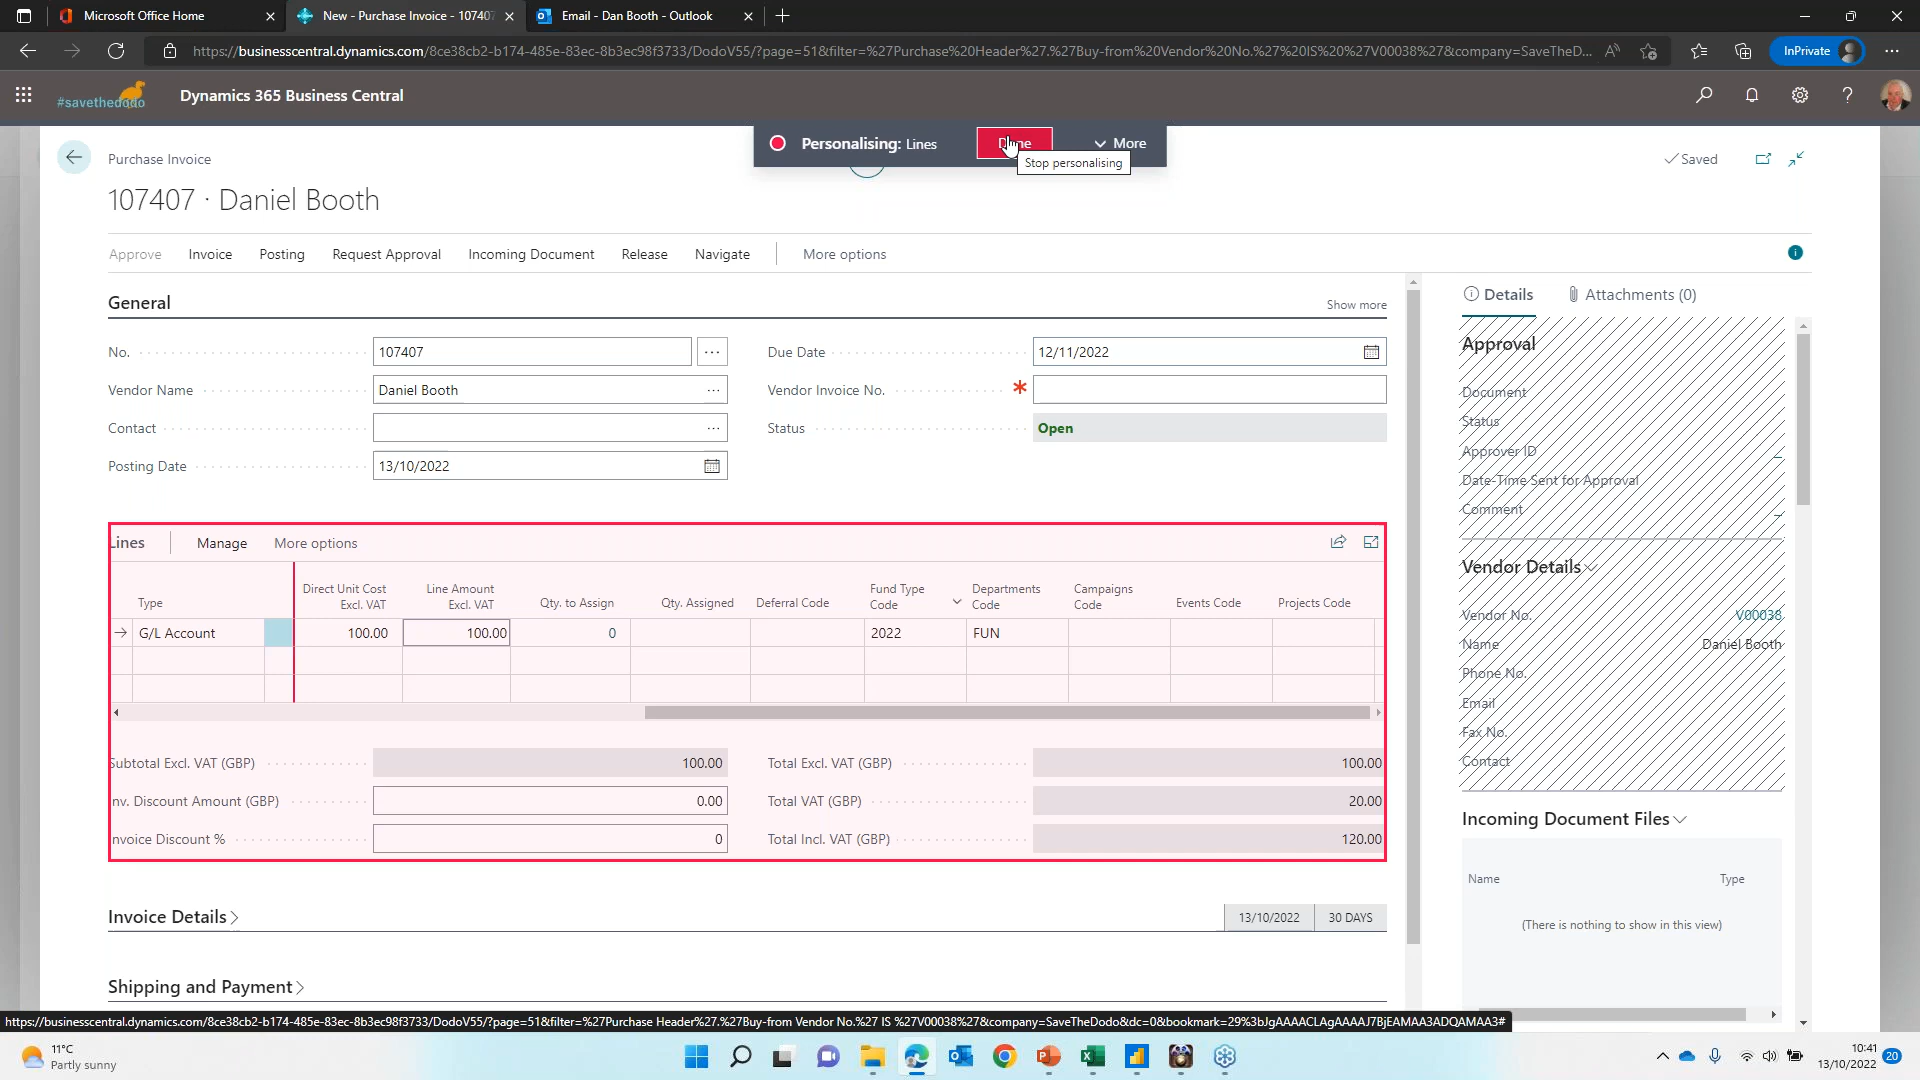 Microsoft Office Home
New - Purchase Invoice - 107407
Email - Dan Booth - Outlook
https://businesscentral.dynamics.com/8ce38cb2-b174-485e-83ec-8b3ec98f3733/DodoV55/?page=51&filter=%27Purchase%20Header%27.%27Buy-from%20Vendor%20No.%27%20IS%20%27V00038%27&company=SaveTheD...
InPrivate
#savethedodo
Dynamics 365 Business Central
Personalising: Lines
More
Stop personalising
Purchase Invoice
Saved
107407 · Daniel Booth
Approve Invoice Posting Request Approval Incoming Document Release Navigate More options
General
Show more
No. 107407
Due Date 12/11/2022
Vendor Name Daniel Booth
Vendor Invoice No. *
Contact
Status Open
Posting Date 13/10/2022
Details
Attachments (0)
Approval
Document
Status
Approver ID
Date-Time Sent for Approval
Comment
Vendor Details
Vendor No. V00038
Name Daniel Booth
Phone No.
Email
Fax No.
Contact
Lines Manage More options
Type
Direct Unit Cost Excl. VAT
Line Amount Excl. VAT
Qty. to Assign
Qty. Assigned
Deferral Code
Fund Type Code
Departments Code
Campaigns Code
Events Code
Projects Code
G/L Account 100.00 100.00 0 2022 FUN
Subtotal Excl. VAT (GBP) 100.00
Total Excl. VAT (GBP) 100.00
nv. Discount Amount (GBP) 0.00
Total VAT (GBP) 20.00
nvoice Discount % 0
Total Incl. VAT (GBP) 120.00
Incoming Document Files
Name Type
(There is nothing to show in this view)
Invoice Details
13/10/2022 30 DAYS
Shipping and Payment
https://businesscentral.dynamics.com/8ce38cb2-b174-485e-83ec-8b3ec98f3733/DodoV55/?page=51&filter=%27Purchase Header%27.%27Buy-from Vendor No.%27 IS %27V00038%27&company=SaveTheDodo&dc=0&bookmark=29%3bJgAAAACLAgAAAAJ7BjEAMAA3ADQAMAA3#
11°C
Partly sunny
10:41
13/10/2022
20